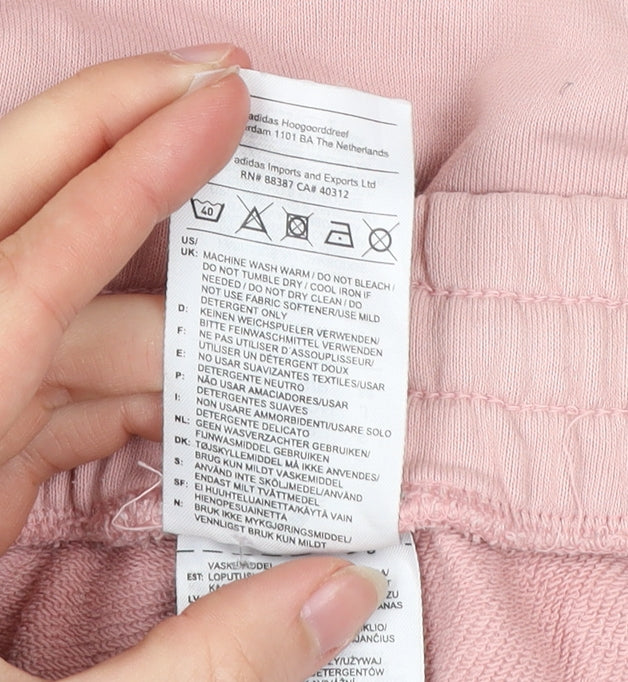 adidas Hoogoorddreef
1101 BA The Netherlands
adidas Imports and Exports Ltd
RN# 88387 CA# 40312
40
US/
UK: MACHINE WASH WARM / DO NOT BLEACH /
DO NOT TUMBLE DRY / COOL IRON IF
NEEDED / DO NOT DRY CLEAN / DO
NOT USE FABRIC SOFTENER/USE MILD
DETERGENT ONLY
D: KEINEN WEICHSPUELER VERWENDEN/
BITTE FEINWASCHMITTEL VERWENDEN
F: NE PAS UTILISER D'ASSOUPLISSEUR/
UTILISER UN DÉTERGENT DOUX
E: NO USAR SUAVIZANTES TEXTILES/USAR
DETERGENTE NEUTRO
P: NÃO USAR AMACIADORES/USAR
DETERGENTES SUAVES
I: NON USARE AMMORBIDENTI/USARE SOLO
DETERGENTE DELICATO
NL: GEEN WASVERZACHTER GEBRUIKEN/
FIJNWASMIDDEL GEBRUIKEN
DK: TØJSKYLLEMIDDEL MÅ IKKE ANVENDES/
BRUG KUN MILDT VASKEMIDDEL
S: ANVÄND INTE SKÖLJMEDEL/ANVÄND
ENDAST MILT TVÄTTMEDEL
SF: EI HUUHTELUAINETTA/KÄYTÄ VAIN
HIENOPESUAINETTA
N: BRUK IKKE MYKGJØRINGSMIDDEL/
VENNLIGST BRUK KUN MILDT
EST: